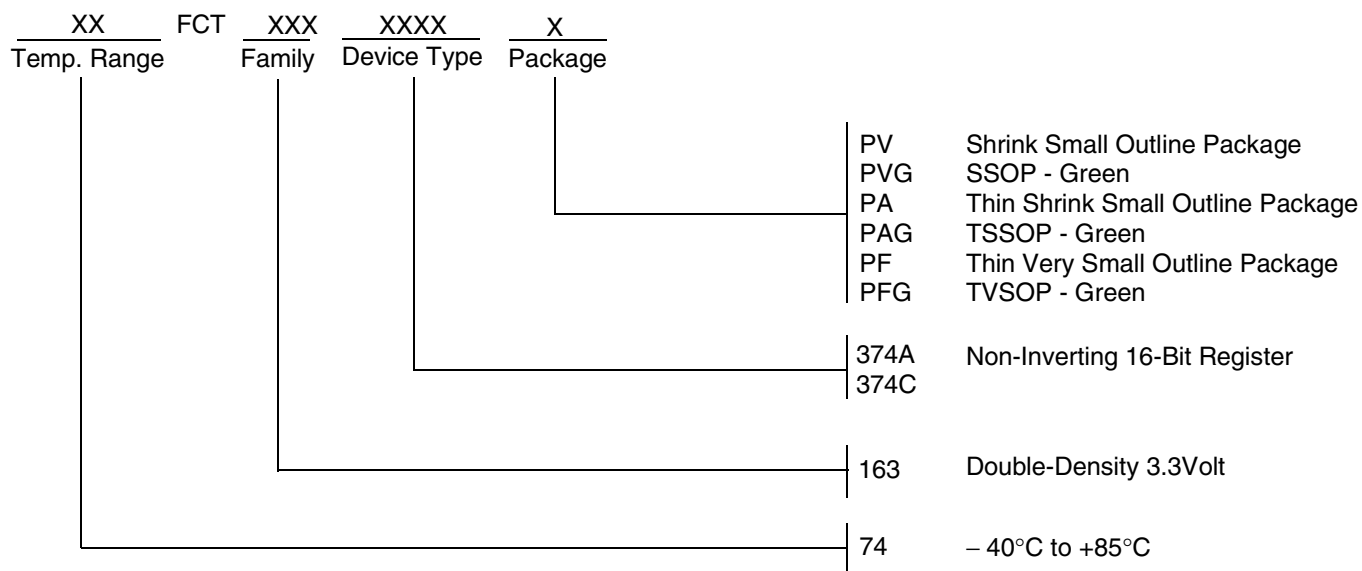 XX FCT XXX XXXX X
Temp. Range Family Device Type Package
PV Shrink Small Outline Package
PVG SSOP - Green
PA Thin Shrink Small Outline Package
PAG TSSOP - Green
PF Thin Very Small Outline Package
PFG TVSOP - Green
374A Non-Inverting 16-Bit Register
374C
163 Double-Density 3.3Volt
74 – 40°C to +85°C